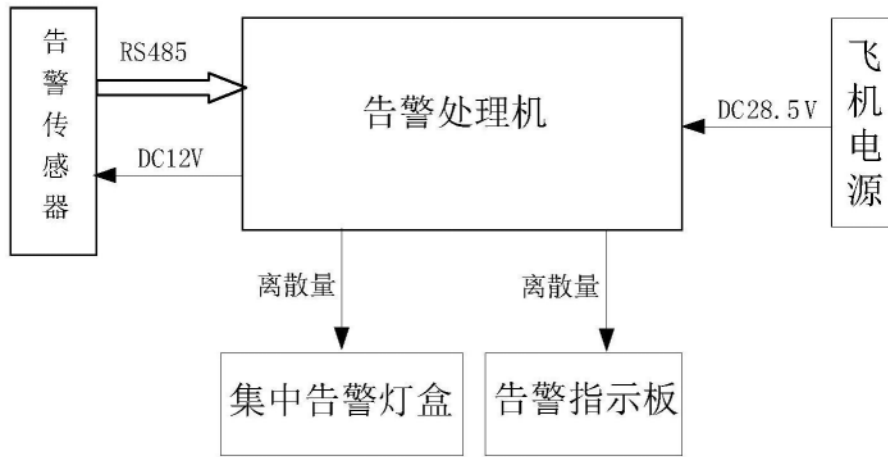 告警传感器
RS485
DC12V
告警处理机
DC28.5V
飞机电源
离散量
离散量
集中告警灯盒
告警指示板